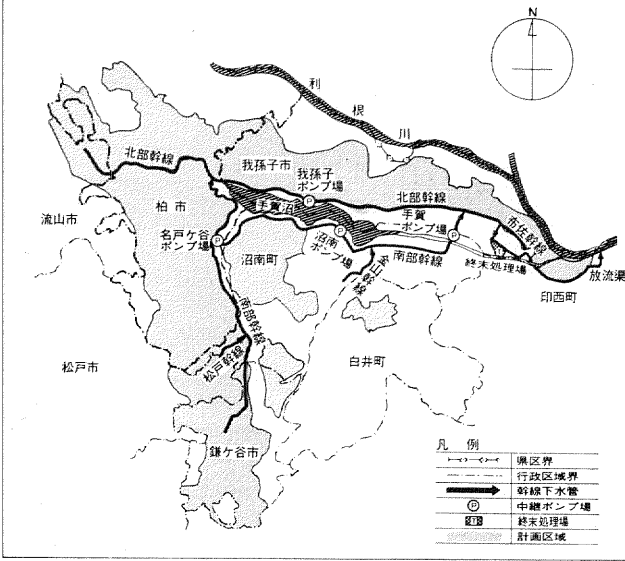 N
利根川
北部幹線
我孫子市
我孫子
ポンプ場
北部幹線
柏市
手賀沼
手賀
ポンプ場
布佐幹線
流山市
名戸ケ谷
ポンプ場
沼南
ポンプ場
沼南町
南部幹線
終末処理場
放流渠
印西町
金山幹線
南部幹線
松戸幹線
松戸市
白井町
鎌ケ谷市
凡例
県区界
行政区域界
幹線下水管
P 中継ポンプ場
終末処理場
計画区域